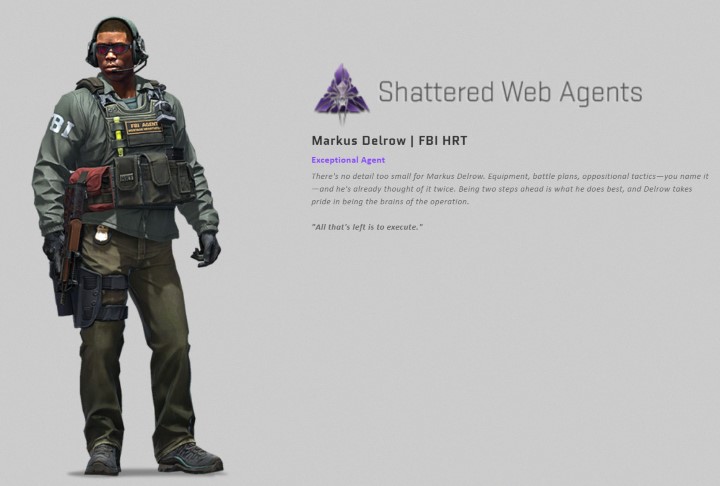 Shattered Web Agents
Markus Delrow | FBI HRT
Exceptional Agent
There's no detail too small for Markus Delrow. Equipment, battle plans, oppositional tactics—you name it
—and he's already thought of it twice. Being two steps ahead is what he does best, and Delrow takes
pride in being the brains of the operation.
"All that's left is to execute."
FBI
FBI AGENT